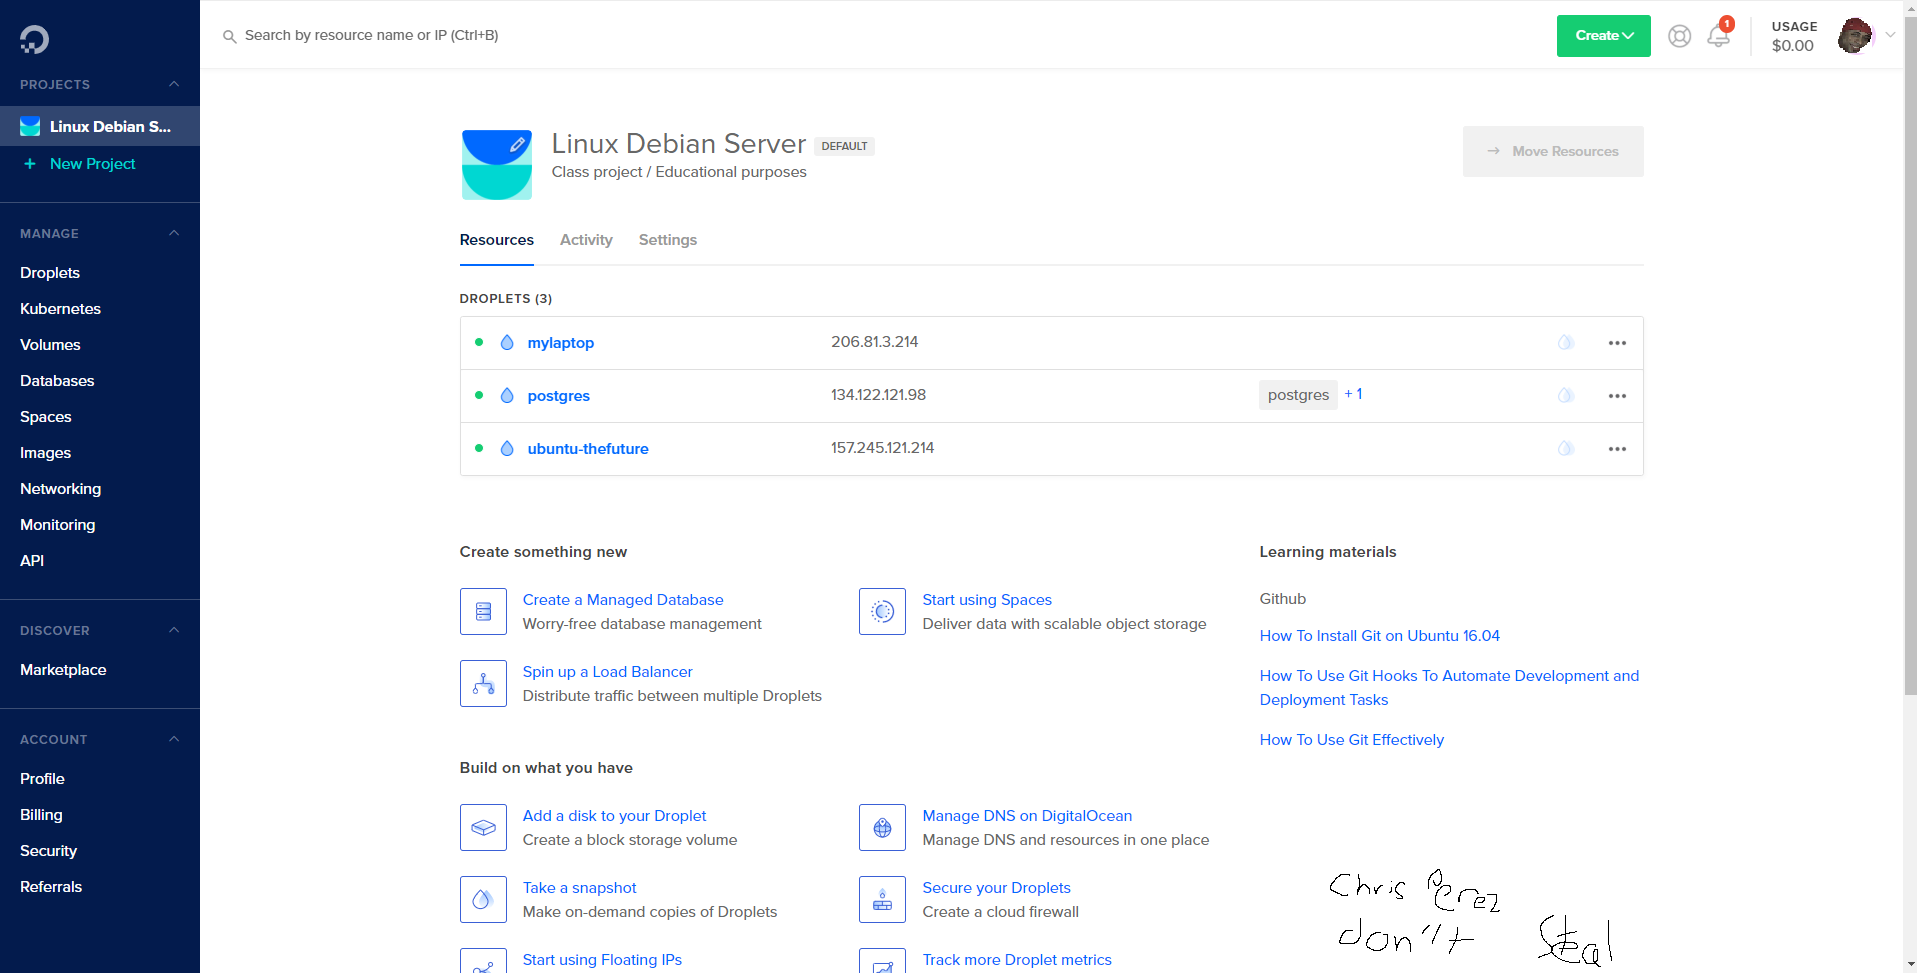 Search by resource name or IP (Ctrl+B)
Create
1
USAGE
$0.00
PROJECTS
Linux Debian S...
+ New Project
MANAGE
Droplets
Kubernetes
Volumes
Databases
Spaces
Images
Networking
Monitoring
API
DISCOVER
Marketplace
ACCOUNT
Profile
Billing
Security
Referrals
Linux Debian Server DEFAULT
Class project / Educational purposes
→ Move Resources
Resources Activity Settings
DROPLETS (3)
mylaptop 206.81.3.214
postgres 134.122.121.98 postgres + 1
ubuntu-thefuture 157.245.121.214
Create something new
Create a Managed Database
Worry-free database management
Start using Spaces
Deliver data with scalable object storage
Spin up a Load Balancer
Distribute traffic between multiple Droplets
Learning materials
Github
How To Install Git on Ubuntu 16.04
How To Use Git Hooks To Automate Development and
Deployment Tasks
How To Use Git Effectively
Build on what you have
Add a disk to your Droplet
Create a block storage volume
Manage DNS on DigitalOcean
Manage DNS and resources in one place
Take a snapshot
Make on-demand copies of Droplets
Secure your Droplets
Create a cloud firewall
Start using Floating IPs
Track more Droplet metrics
Chris Perez
don't Steal